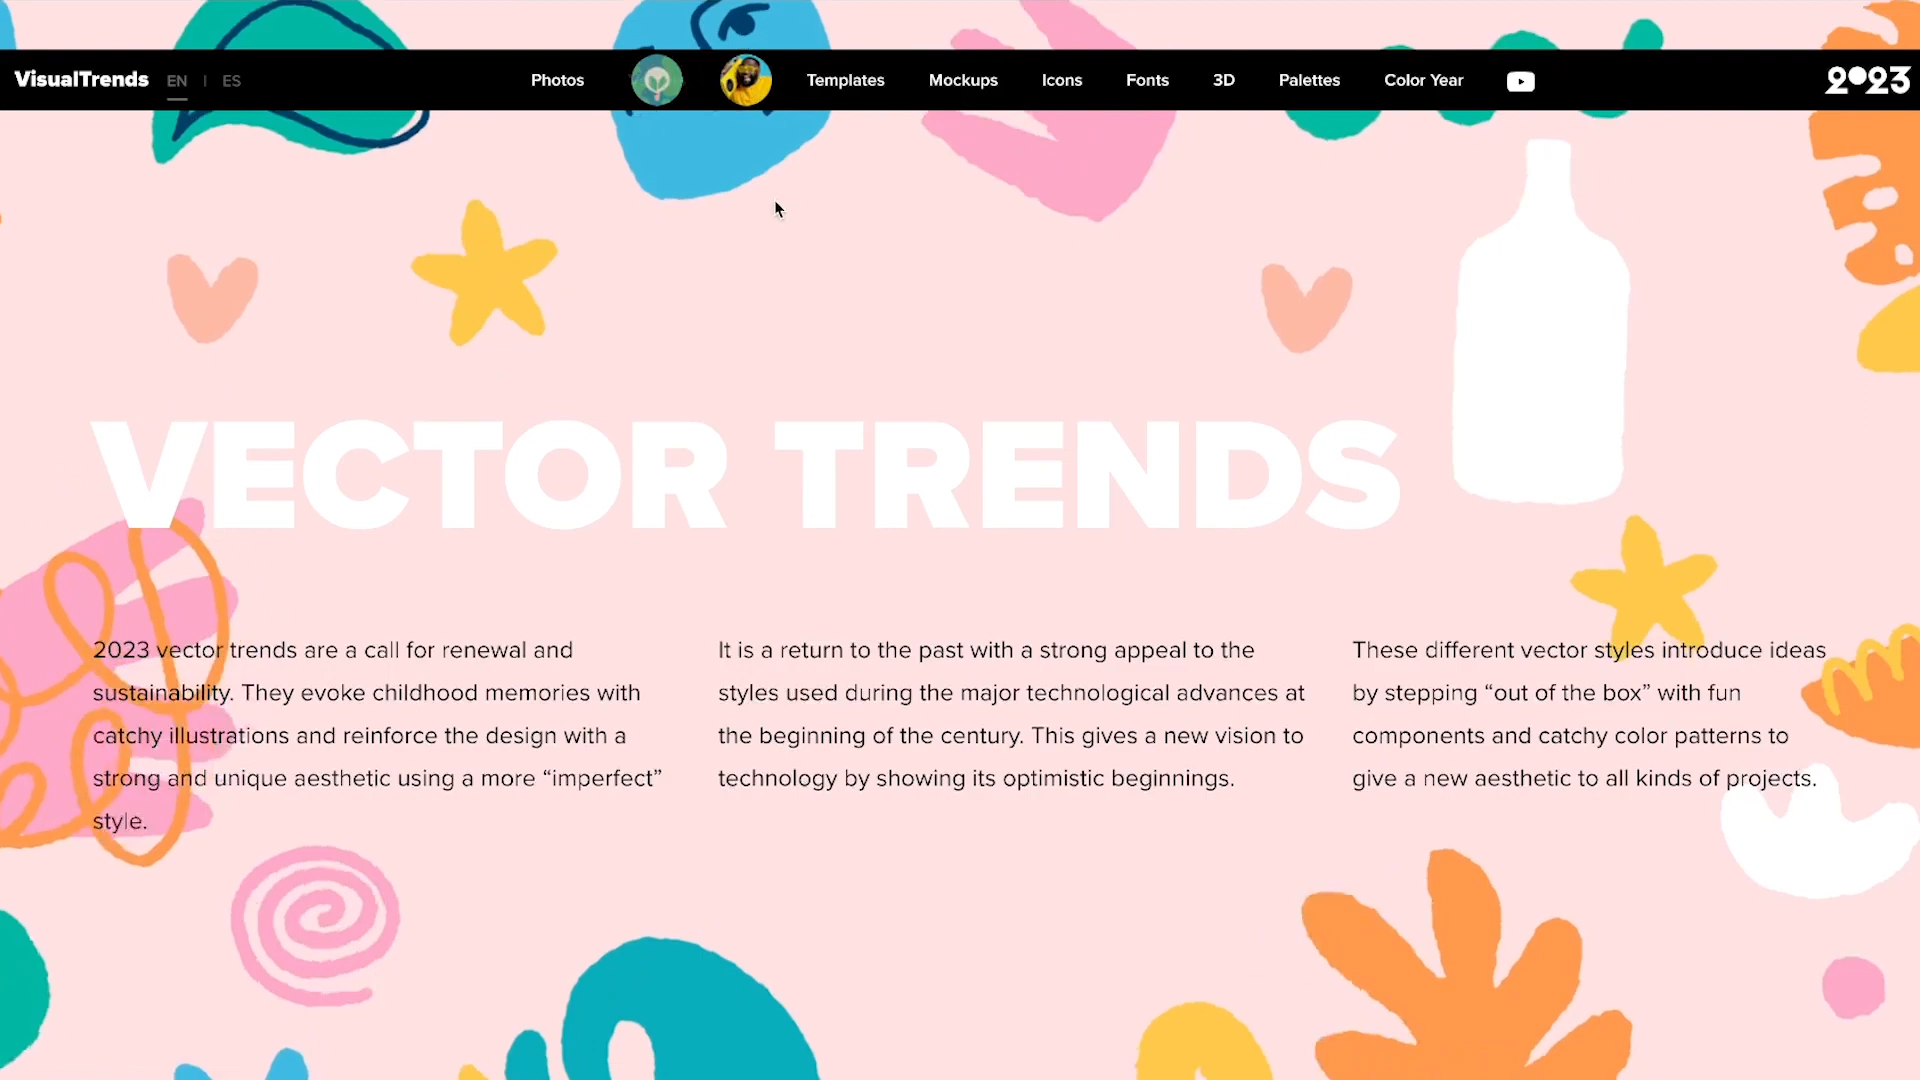 VisualTrends EN | ES Photos Templates Mockups Icons Fonts 3D Palettes Color Year 2023
VECTOR TRENDS
2023 vector trends are a call for renewal and
sustainability. They evoke childhood memories with
catchy illustrations and reinforce the design with a
strong and unique aesthetic using a more “imperfect”
style.
It is a return to the past with a strong appeal to the
styles used during the major technological advances at
the beginning of the century. This gives a new vision to
technology by showing its optimistic beginnings.
These different vector styles introduce ideas
by stepping “out of the box” with fun
components and catchy color patterns to
give a new aesthetic to all kinds of projects.